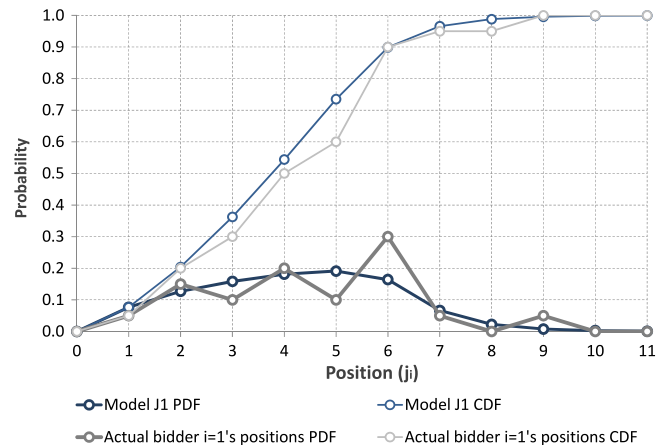 1.0
0.9
0.8
0.7
0.6
0.5
0.4
0.3
0.2
0.1
0.0
Probability
0 1 2 3 4 5 6 7 8 9 10 11
Position (ji)
Model J1 PDF
Model J1 CDF
Actual bidder i=1's positions PDF
Actual bidder i=1's positions CDF